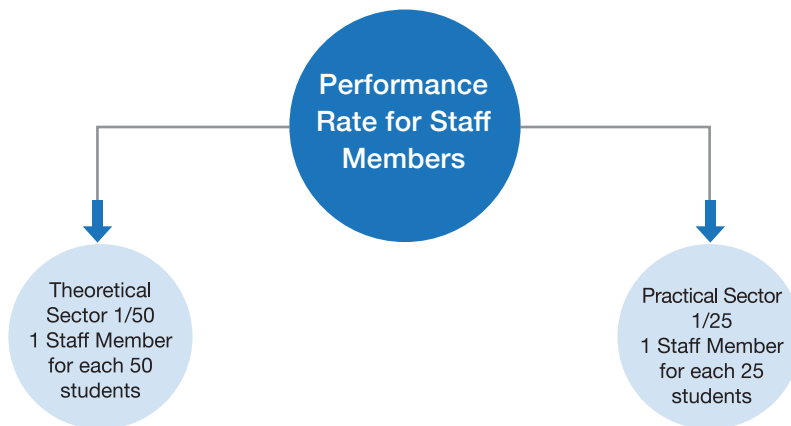 Performance
Rate for Staff
Members
Theoretical
Sector 1/50
1 Staff Member
for each 50
students
Practical Sector
1/25
1 Staff Member
for each 25
students